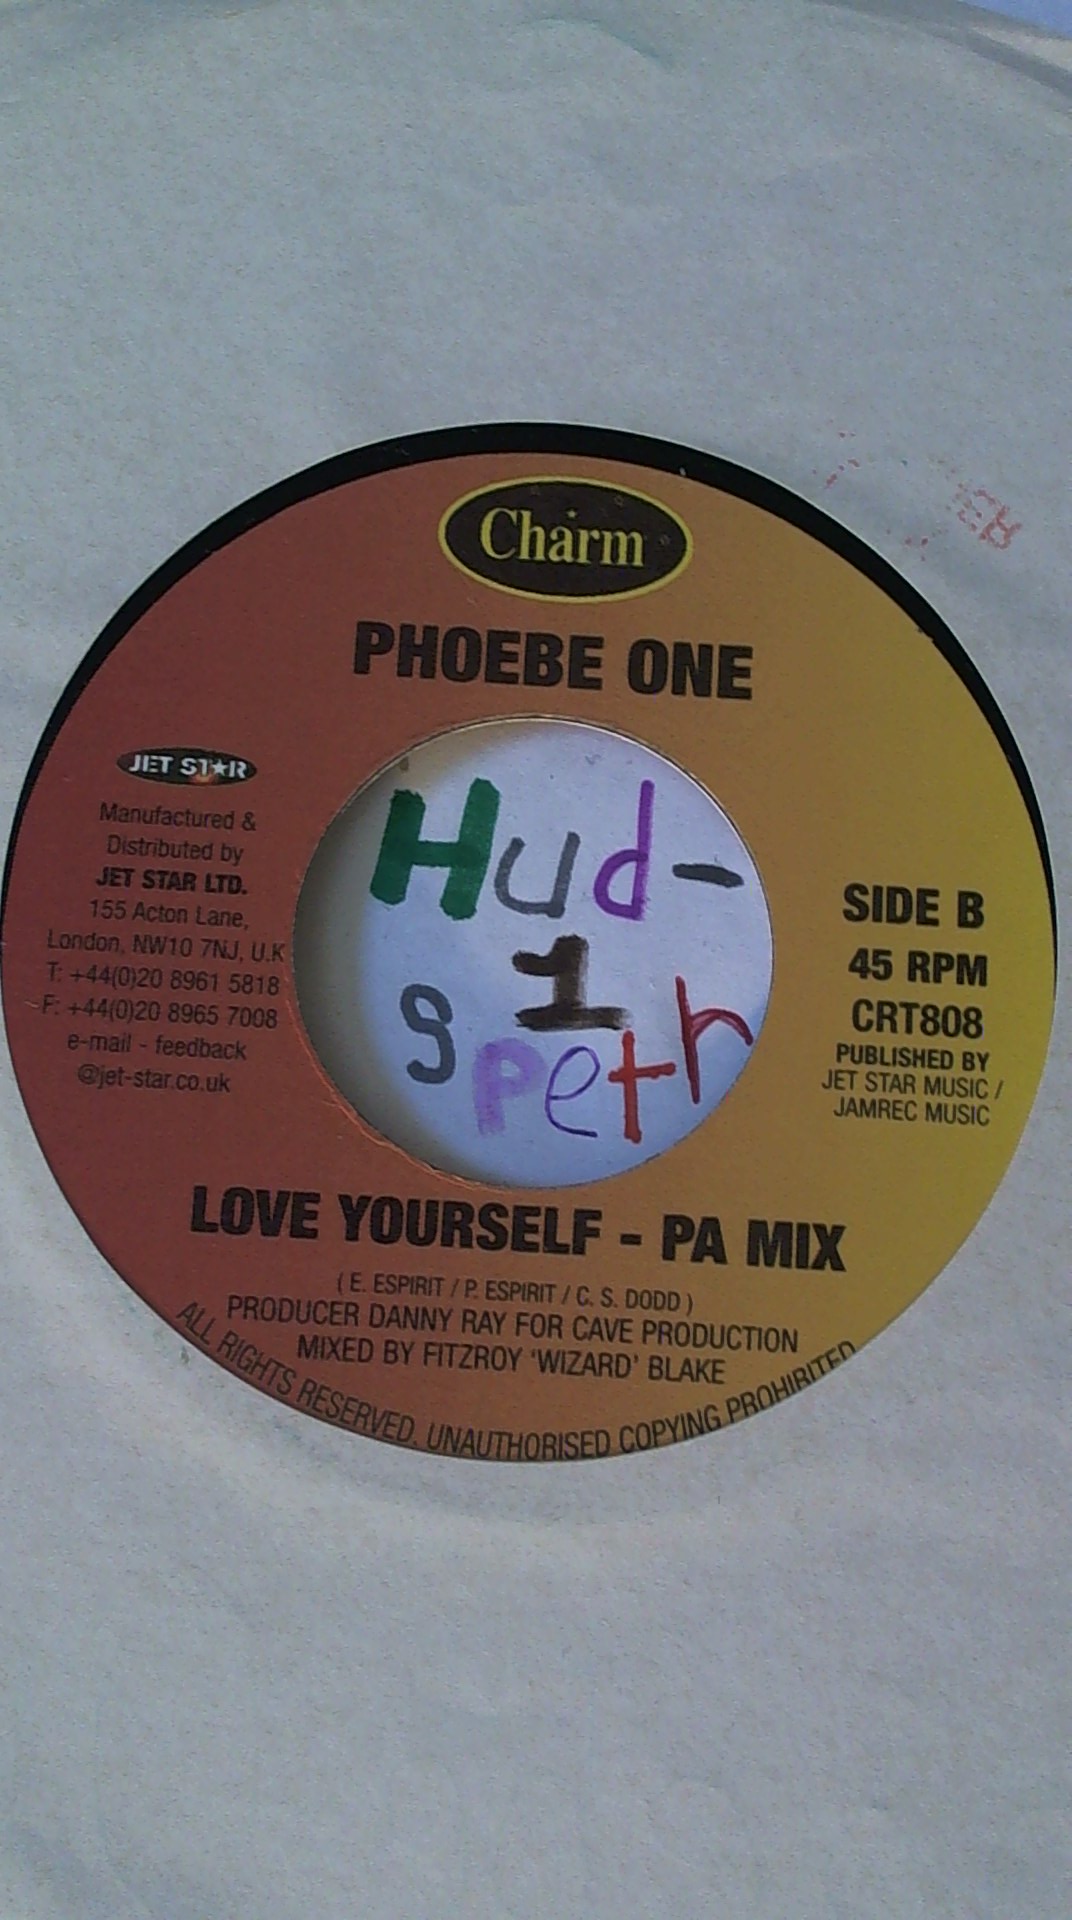 Charm
PHOEBE ONE
JET STAR
Manufactured &
Distributed by
JET STAR LTD.
155 Acton Lane,
London, NW10 7NJ, U.K
T: +44(0)20 8961 5818
F: +44(0)20 8965 7008
e-mail - feedback
@jet-star.co.uk
Hud-
1
Speth
SIDE B
45 RPM
CRT808
PUBLISHED BY
JET STAR MUSIC /
JAMREC MUSIC
LOVE YOURSELF - PA MIX
( E. ESPIRIT / P. ESPIRIT / C. S. DODD )
PRODUCER DANNY RAY FOR CAVE PRODUCTION
MIXED BY FITZROY 'WIZARD' BLAKE
ALL RIGHTS RESERVED. UNAUTHORISED COPYING PROHIBITED